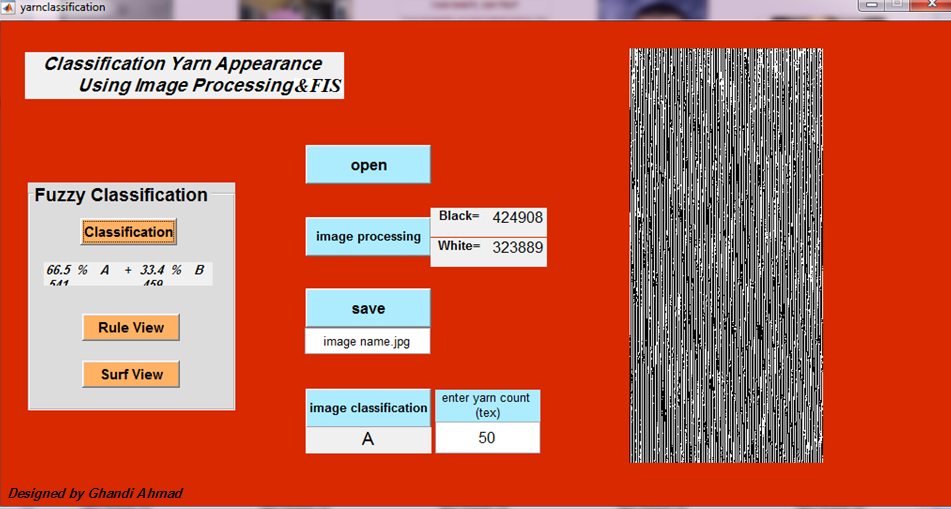 yarnclassification
Classification Yarn Appearance
Using Image Processing&FIS
open
Fuzzy Classification
Classification
66.5 % A + 33.4 % B
541 459
Rule View
Surf View
image processing
Black= 424908
White= 323889
save
image name.jpg
image classification
A
enter yarn count
(tex)
50
Designed by Ghandi Ahmad